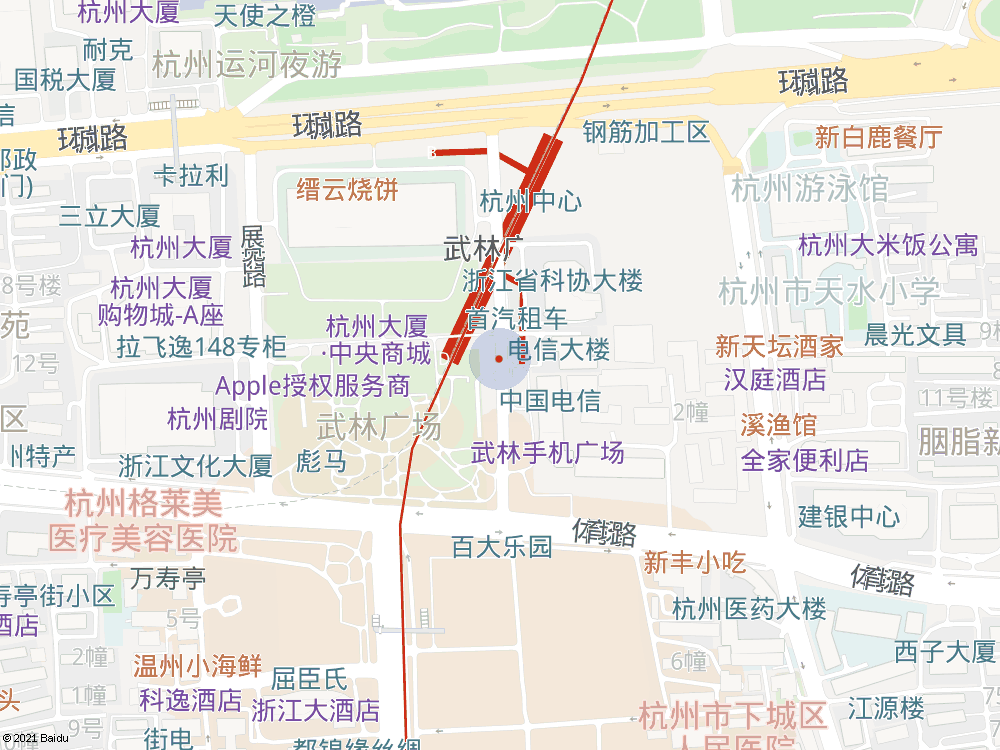 杭州大厦
天使之橙
耐克
杭州运河夜游
国税大厦
环城路
信
环城路
钢筋加工区
新白鹿餐厅
环城路
邮政
门)
卡拉利
缙云烧饼
杭州中心
杭州游泳馆
三立大厦
杭州大厦
展览路
武林广
杭州大米饭公寓
8号楼
杭州大厦
购物城-A座
浙江省科协大楼
杭州市天水小学
苑
首汽租车
杭州大厦
·中央商城
晨光文具
12号
拉飞逸148专柜
电信大楼
新天坛酒家
Apple授权服务商
汉庭酒店
中国电信
11号楼
杭州剧院
武林广场
2幢
溪渔馆
区
胭脂新
州特产
浙江文化大厦
彪马
武林手机广场
全家便利店
杭州格莱美
医疗美容医院
建银中心
体育场路
百大乐园
新丰小吃
万寿亭
体育场路
寿亭街小区
5号
杭州医药大楼
酒店
2幢
温州小海鲜
6幢
西子大厦
屈臣氏
1幢
科逸酒店
浙江大酒店
头
杭州市下城区
人民医院
江源楼
9号
街电
都锦缘丝绸
© 2021 Baidu